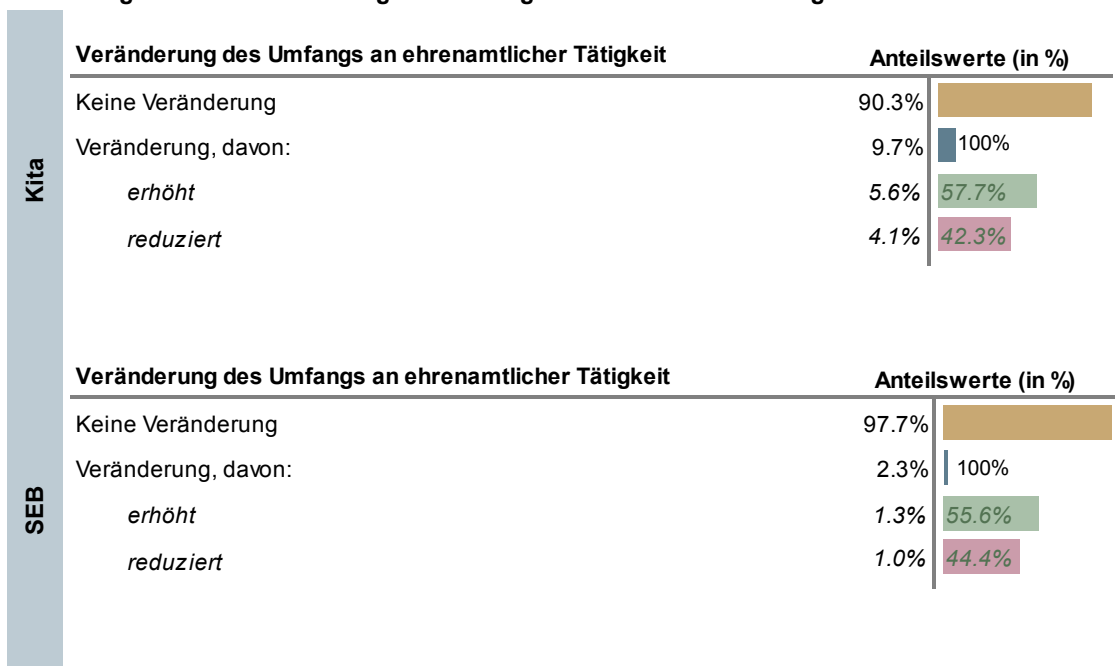 Kita
Veränderung des Umfangs an ehrenamtlicher Tätigkeit Anteilswerte (in %)
Keine Veränderung 90.3%
Veränderung, davon: 9.7% 100%
erhöht 5.6% 57.7%
reduziert 4.1% 42.3%
SEB
Veränderung des Umfangs an ehrenamtlicher Tätigkeit Anteilswerte (in %)
Keine Veränderung 97.7%
Veränderung, davon: 2.3% 100%
erhöht 1.3% 55.6%
reduziert 1.0% 44.4%